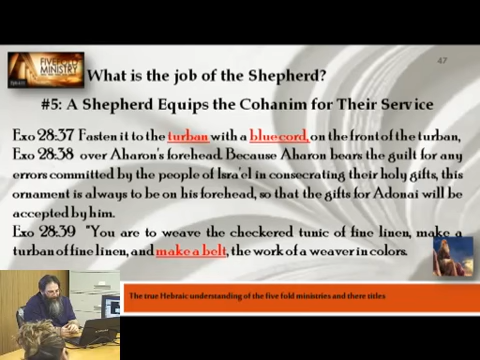 FIVEFOLD
MINISTRY
47
What is the job of the Shepherd?
#5: A Shepherd Equips the Cohanim for Their Service
Exo 28:37 Fasten it to the turban with a blue cord, on the front of the turban,
Exo 28:38 over Aharon's forehead. Because Aharon bears the guilt for any
errors committed by the people of Isra'el in consecrating their holy gifts, this
ornament is always to be on his forehead, so that the gifts for Adonai will be
accepted by him.
Exo 28:39 "You are to weave the checkered tunic of fine linen, make a
turban of fine linen, and make a belt, the work of a weaver in colors.
The true Hebraic understanding of the five fold ministries and there titles